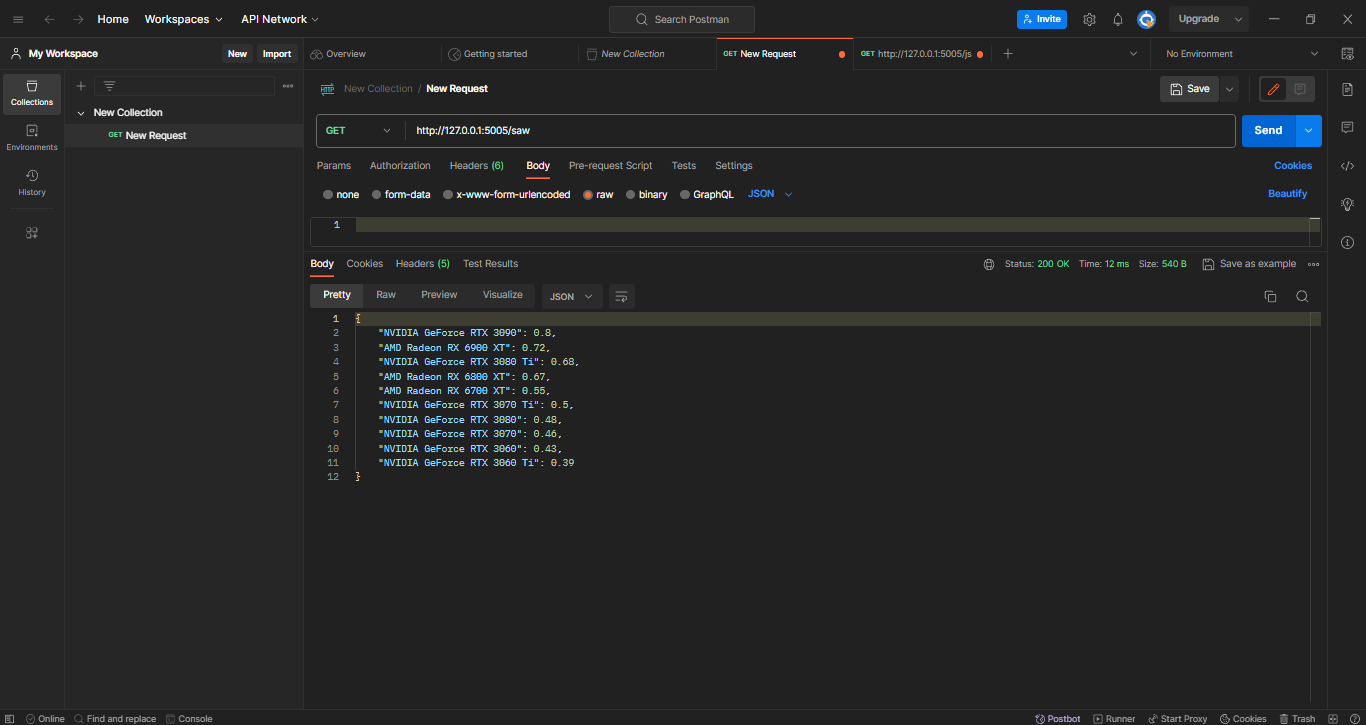 Home Workspaces API Network Search Postman Invite Upgrade
My Workspace New Import Overview Getting started New Collection GET New Request GET http://127.0.0.1:5005/js No Environment
Collections
Environments
History
New Collection
GET New Request
HTTP New Collection / New Request Save
GET http://127.0.0.1:5005/saw Send
Params Authorization Headers (6) Body Pre-request Script Tests Settings Cookies
none form-data x-www-form-urlencoded raw binary GraphQL JSON Beautify
1
Body Cookies Headers (5) Test Results Status: 200 OK Time: 12 ms Size: 540 B Save as example
Pretty Raw Preview Visualize JSON
1 {
2 "NVIDIA GeForce RTX 3090": 0.8,
3 "AMD Radeon RX 6900 XT": 0.72,
4 "NVIDIA GeForce RTX 3080 Ti": 0.68,
5 "AMD Radeon RX 6800 XT": 0.67,
6 "AMD Radeon RX 6700 XT": 0.55,
7 "NVIDIA GeForce RTX 3070 Ti": 0.5,
8 "NVIDIA GeForce RTX 3080": 0.48,
9 "NVIDIA GeForce RTX 3070": 0.46,
10 "NVIDIA GeForce RTX 3060": 0.43,
11 "NVIDIA GeForce RTX 3060 Ti": 0.39
12 }
Online Find and replace Console Postbot Runner Start Proxy Cookies Trash